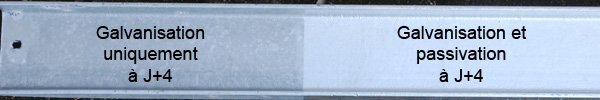 Galvanisation
uniquement
à J+4
Galvanisation et
passivation
à J+4